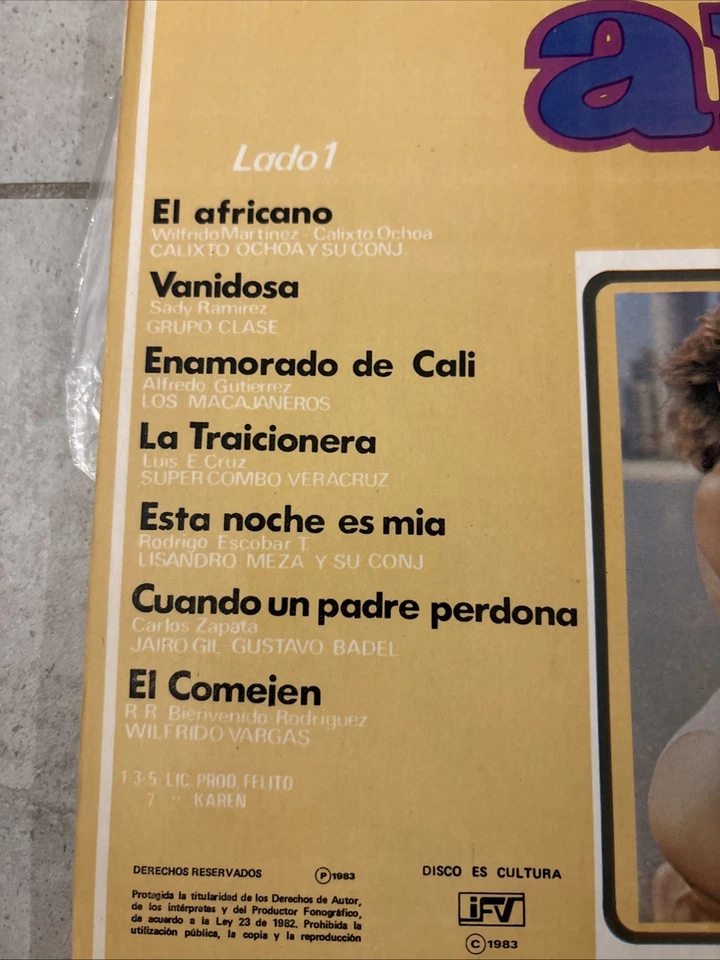 a
Lado 1
El africano
Wilfrido Martinez - Calixto Ochoa
CALIXTO OCHOA Y SU CONJ.
Vanidosa
Sady Ramirez
GRUPO CLASE
Enamorado de Cali
Alfredo Gutierrez
LOS MACAJANEROS
La Traicionera
Luis E. Cruz
SUPER COMBO VERACRUZ
Esta noche es mia
Rodrigo Escobar T.
LISANDRO MEZA Y SU CONJ.
Cuando un padre perdona
Carlos Zapata
JAIRO GIL - GUSTAVO BADEL
El Comejen
R. R. Bienvenido Rodriguez
WILFRIDO VARGAS
1-3-5- LIC. PROD. FELITO
7 " KAREN
DERECHOS RESERVADOS Ⓟ 1983
Protegida la titularidad de los Derechos de Autor,
de los intérpretes y del Productor Fonográfico,
de acuerdo a la Ley 23 de 1982. Prohibida la
utilización pública, la copia y la reproducción
DISCO ES CULTURA
iFV
© 1983